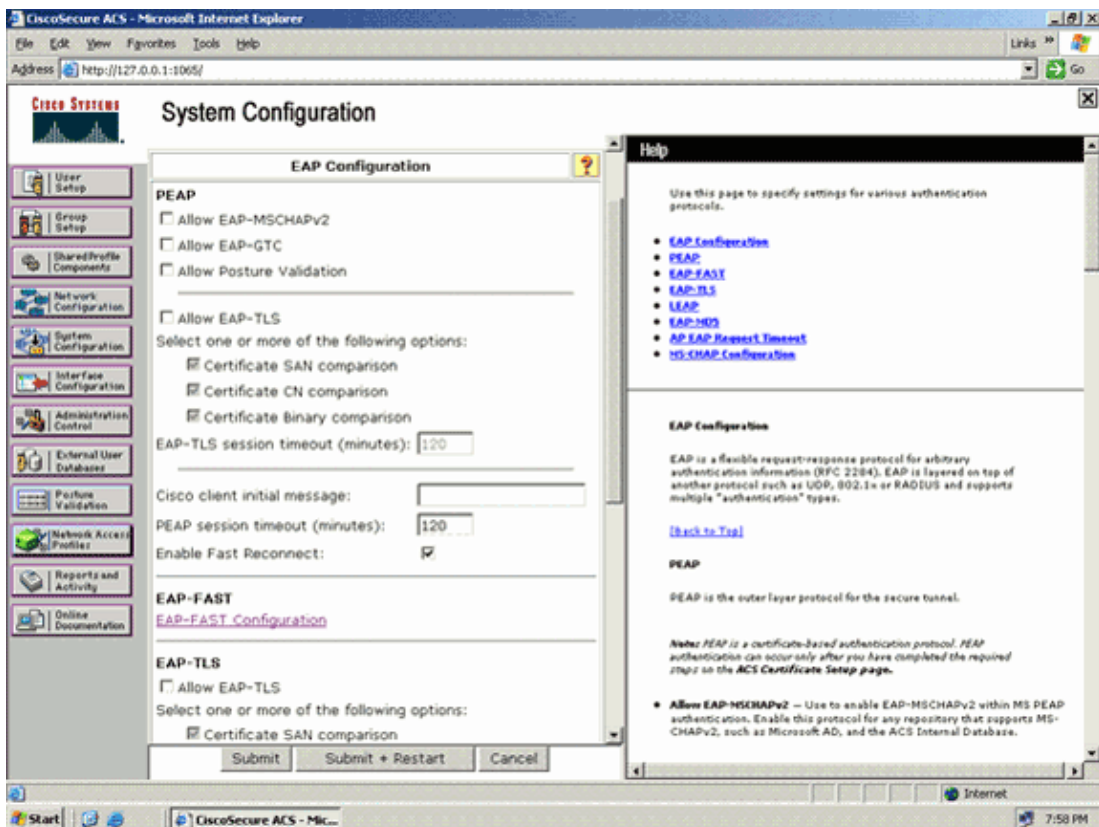 CiscoSecure ACS - Microsoft Internet Explorer
File Edit View Favorites Tools Help
Links »
Address http://127.0.0.1:1065/
Go
CISCO SYSTEMS
System Configuration
User Setup
Group Setup
Shared Profile Components
Network Configuration
System Configuration
Interface Configuration
Administration Control
External User Databases
Posture Validation
Network Access Profiles
Reports and Activity
Online Documentation
EAP Configuration
?
PEAP
Allow EAP-MSCHAPv2
Allow EAP-GTC
Allow Posture Validation
Allow EAP-TLS
Select one or more of the following options:
Certificate SAN comparison
Certificate CN comparison
Certificate Binary comparison
EAP-TLS session timeout (minutes): 120
Cisco client initial message:
PEAP session timeout (minutes): 120
Enable Fast Reconnect:
EAP-FAST
EAP-FAST Configuration
EAP-TLS
Allow EAP-TLS
Select one or more of the following options:
Certificate SAN comparison
Submit
Submit + Restart
Cancel
Help
Use this page to specify settings for various authentication
protocols.
EAP Configuration
PEAP
EAP-FAST
EAP-TLS
LEAP
EAP-MD5
AP EAP Request Timeout
MS-CHAP Configuration
EAP Configuration
EAP is a flexible request-response protocol for arbitrary
authentication information (RFC 2284). EAP is layered on top of
another protocol such as UDP, 802.1x or RADIUS and supports
multiple "authentication" types.
[Back to Top]
PEAP
PEAP is the outer layer protocol for the secure tunnel.
Note: PEAP is a certificate-based authentication protocol. PEAP
authentication can occur only after you have completed the required
steps on the ACS Certificate Setup page.
Allow EAP-MSCHAPv2 — Use to enable EAP-MSCHAPv2 within MS PEAP
authentication. Enable this protocol for any repository that supports MS-
CHAPv2, such as Microsoft AD, and the ACS Internal Database.
Internet
Start
CiscoSecure ACS - Mic...
7:58 PM